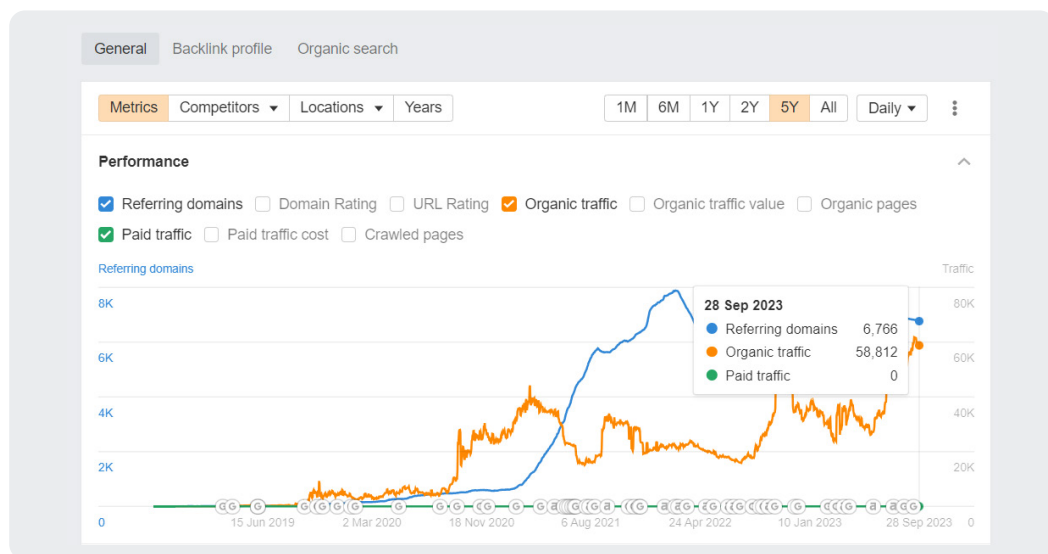 General Backlink profile Organic search
Metrics Competitors Locations Years 1M 6M 1Y 2Y 5Y All Daily
Performance
Referring domains Domain Rating URL Rating Organic traffic Organic traffic value Organic pages
Paid traffic Paid traffic cost Crawled pages
Referring domains Traffic
8K 80K
28 Sep 2023
Referring domains 6,766
Organic traffic 58,812
Paid traffic 0
6K 60K
4K 40K
2K 20K
0 15 Jun 2019 2 Mar 2020 18 Nov 2020 6 Aug 2021 24 Apr 2022 10 Jan 2023 28 Sep 2023 0